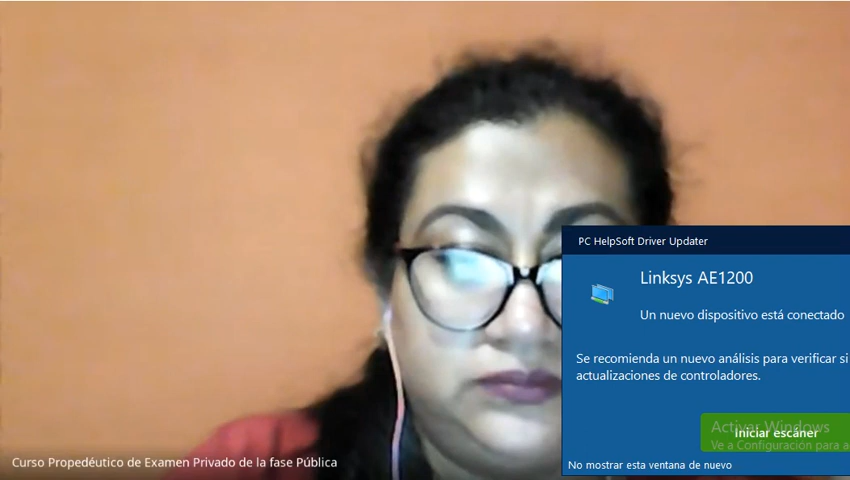 PC HelpSoft Driver Updater
Linksys AE1200
Un nuevo dispositivo está conectado
Se recomienda un nuevo análisis para verificar si
actualizaciones de controladores.
Iniciar escáner
Activar Windows
Ve a Configuración para a
No mostrar esta ventana de nuevo
Curso Propedéutico de Examen Privado de la fase Pública